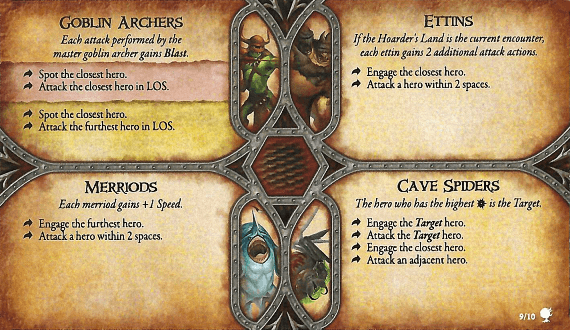 GOBLIN ARCHERS
Each attack performed by the
master goblin archer gains Blast.
Spot the closest hero.
Attack the closest hero in LOS.
Spot the closest hero.
Attack the furthest hero in LOS.
ETTINS
If the Hoarder's Land is the current encounter,
each ettin gains 2 additional attack actions.
Engage the closest hero.
Attack a hero within 2 spaces.
MERRIODS
Each merriod gains +1 Speed.
Engage the furthest hero.
Attack a hero within 2 spaces.
CAVE SPIDERS
The hero who has the highest is the Target.
Engage the Target hero.
Attack the Target hero.
Engage the closest hero.
Attack an adjacent hero.
9/10